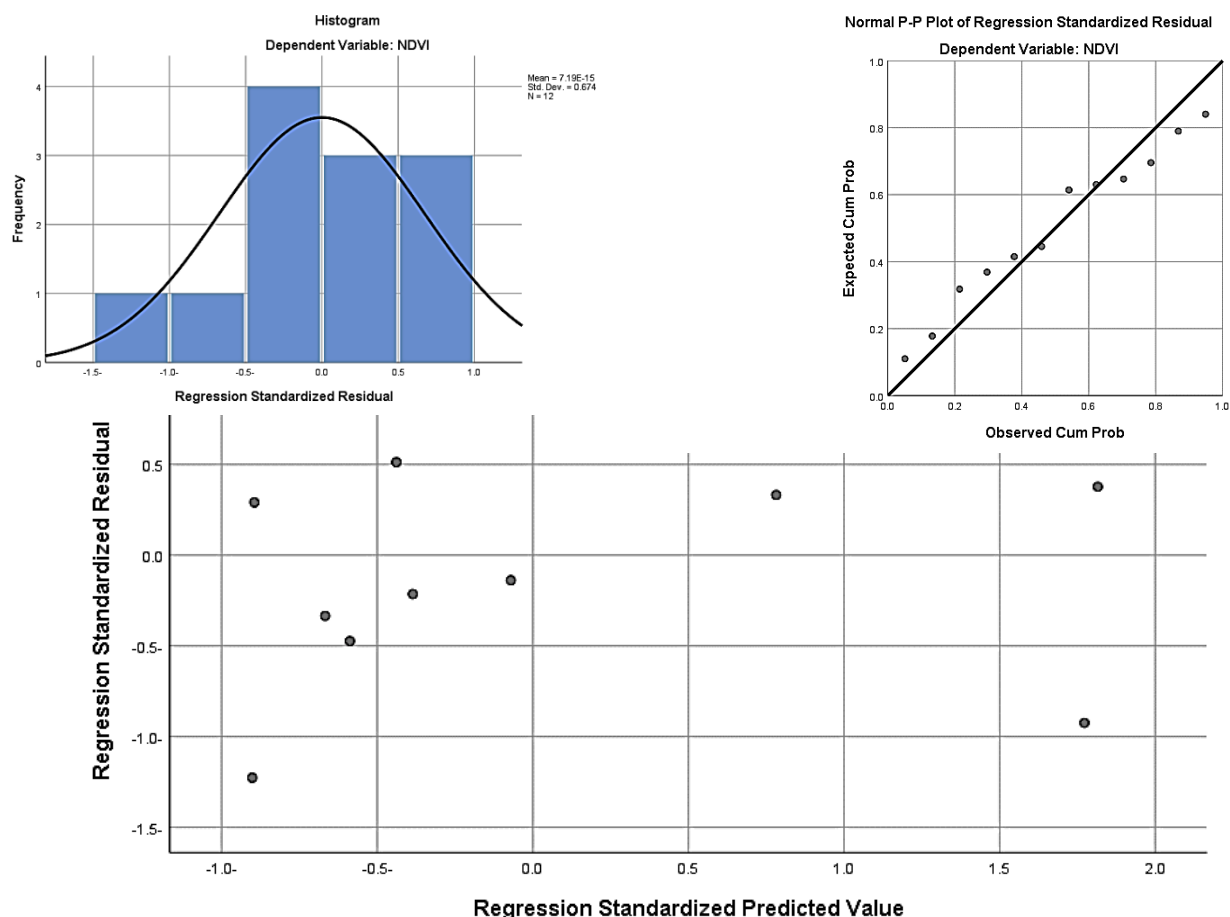 Histogram
Dependent Variable: NDVI
Mean = 7.19E-15
Std. Dev. = 0.674
N = 12
Frequency
4
3
2
1
0
-1.5- -1.0- -0.5- 0.0 0.5 1.0
Regression Standardized Residual
Normal P-P Plot of Regression Standardized Residual
Dependent Variable: NDVI
Expected Cum Prob
1.0
0.8
0.6
0.4
0.2
0.0
0.0 0.2 0.4 0.6 0.8 1.0
Observed Cum Prob
Regression Standardized Residual
0.5
0.0
-0.5-
-1.0-
-1.5-
-1.0- -0.5- 0.0 0.5 1.0 1.5 2.0
Regression Standardized Predicted Value